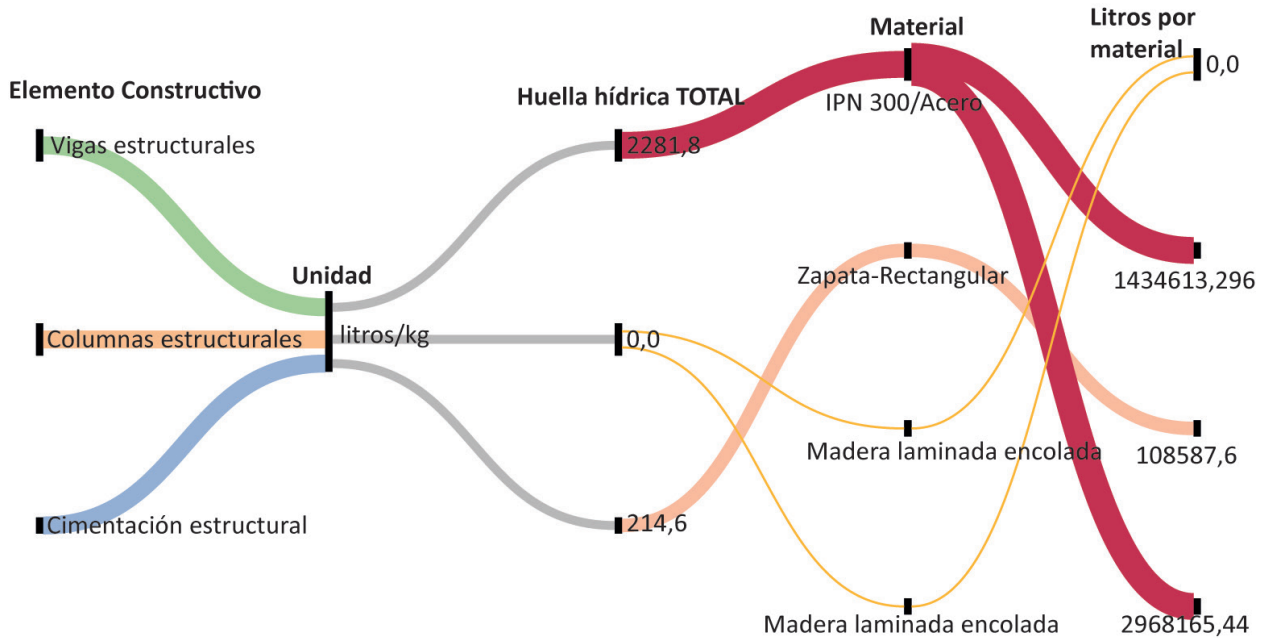 Elemento Constructivo
Vigas estructurales
Columnas estructurales
Cimentación estructural
Unidad
litros/kg
Huella hídrica TOTAL
2281,8
0,0
214,6
Material
IPN 300/Acero
Zapata-Rectangular
Madera laminada encolada
Madera laminada encolada
Litros por
material
0,0
1434613,296
108587,6
2968165,44